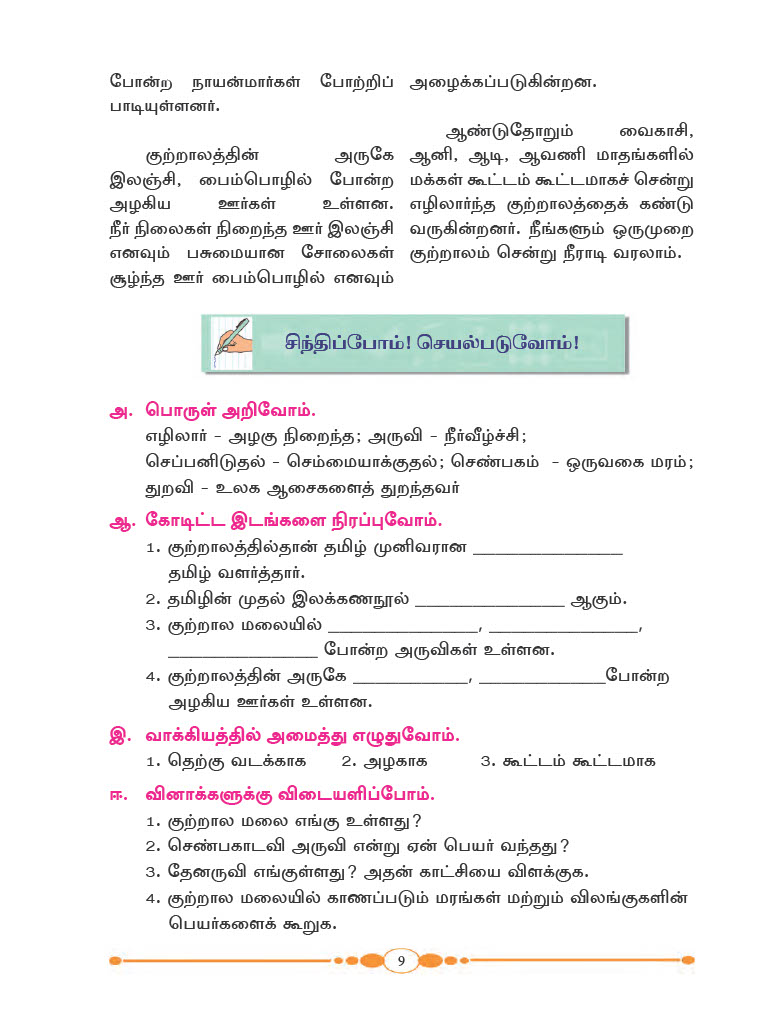 போன்ற நாயன்மார்கள் போற்றிப்
பாடியுள்ளனர்.
குற்றாலத்தின் அருகே
இலஞ்சி, பைம்பொழில் போன்ற
அழகிய ஊர்கள் உள்ளன.
நீர் நிலைகள் நிறைந்த ஊர் இலஞ்சி
எனவும் பசுமையான சோலைகள்
சூழ்ந்த ஊர் பைம்பொழில் எனவும்
அழைக்கப்படுகின்றன.
ஆண்டுதோறும் வைகாசி,
ஆனி, ஆடி, ஆவணி மாதங்களில்
மக்கள் கூட்டம் கூட்டமாகச் சென்று
எழிலார்ந்த குற்றாலத்தைக் கண்டு
வருகின்றனர். நீங்களும் ஒருமுறை
குற்றாலம் சென்று நீராடி வரலாம்.
சிந்திப்போம்! செயல்படுவோம்!
அ. பொருள் அறிவோம்.
எழிலார் - அழகு நிறைந்த; அருவி - நீர்வீழ்ச்சி;
செப்பனிடுதல் - செம்மையாக்குதல்; செண்பகம் - ஒருவகை மரம்;
துறவி - உலக ஆசைகளைத் துறந்தவர்
ஆ. கோடிட்ட இடங்களை நிரப்புவோம்.
1. குற்றாலத்தில்தான் தமிழ் முனிவரான _______________
தமிழ் வளர்த்தார்.
2. தமிழின் முதல் இலக்கணநூல் _______________ ஆகும்.
3. குற்றால மலையில் _______________, _______________,
_______________ போன்ற அருவிகள் உள்ளன.
4. குற்றாலத்தின் அருகே ____________, _____________போன்ற
அழகிய ஊர்கள் உள்ளன.
இ. வாக்கியத்தில் அமைத்து எழுதுவோம்.
1. தெற்கு வடக்காக 2. அழகாக 3. கூட்டம் கூட்டமாக
ஈ. வினாக்களுக்கு விடையளிப்போம்.
1. குற்றால மலை எங்கு உள்ளது?
2. செண்பகாடவி அருவி என்று ஏன் பெயர் வந்தது?
3. தேனருவி எங்குள்ளது? அதன் காட்சியை விளக்குக.
4. குற்றால மலையில் காணப்படும் மரங்கள் மற்றும் விலங்குகளின்
பெயர்களைக் கூறுக.
9